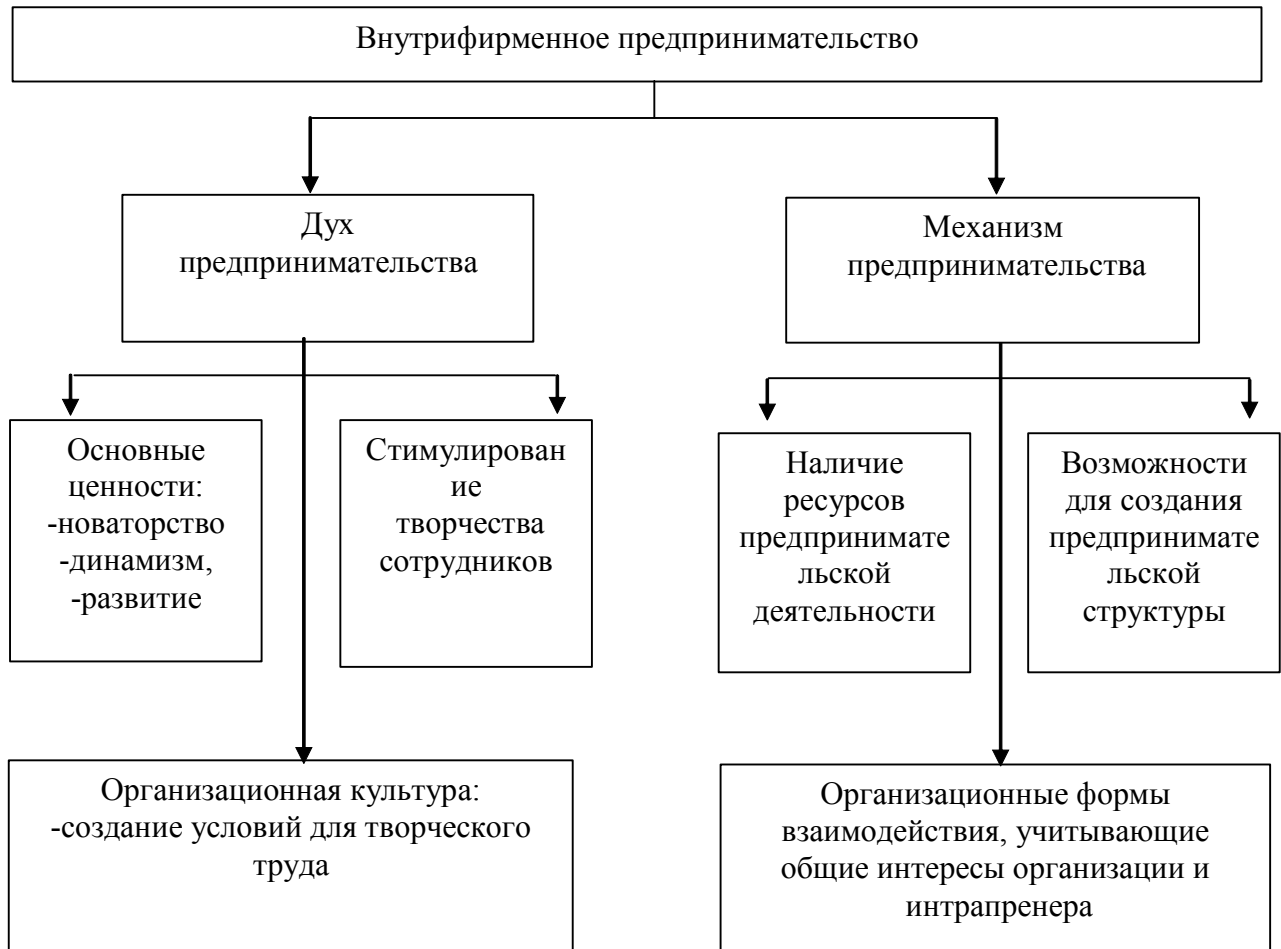 Внутрифирменное предпринимательство
Дух
предпринимательства
Механизм
предпринимательства
Основные
ценности:
-новаторство
-динамизм,
-развитие
Стимулирован
ие
творчества
сотрудников
Наличие
ресурсов
предпринимате
льской
деятельности
Возможности
для создания
предпринимате
льской
структуры
Организационная культура:
-создание условий для творческого
труда
Организационные формы
взаимодействия, учитывающие
общие интересы организации и
интрапренера